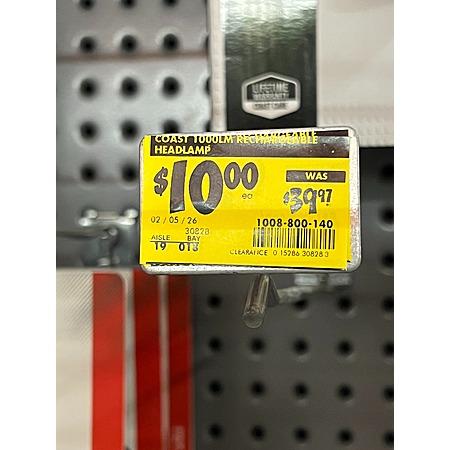 LIFETIME
WARRANTY
COAST 1000LM RECHARGEABLE
HEADLAMP
$10.00
ea
WAS
$39.97
02/05/26
30828
AISLE BAY
19 013
1008-800-140
CLEARANCE 0 15286 30828 3